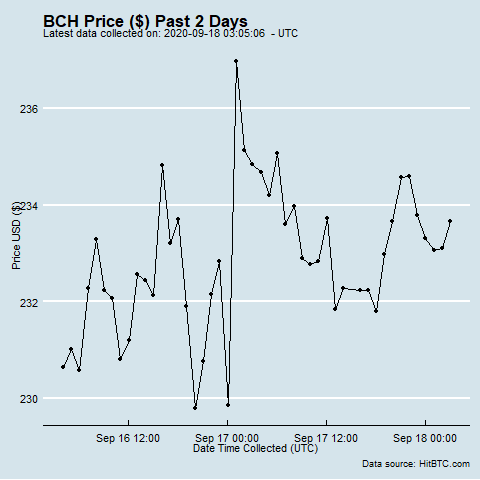 BCH Price ($) Past 2 Days
Latest data collected on: 2020-09-18 03:05:06  - UTC
236
234
232
230
Price USD ($)
Sep 16 12:00
Sep 17 00:00
Sep 17 12:00
Sep 18 00:00
Date Time Collected (UTC)
Data source: HitBTC.com